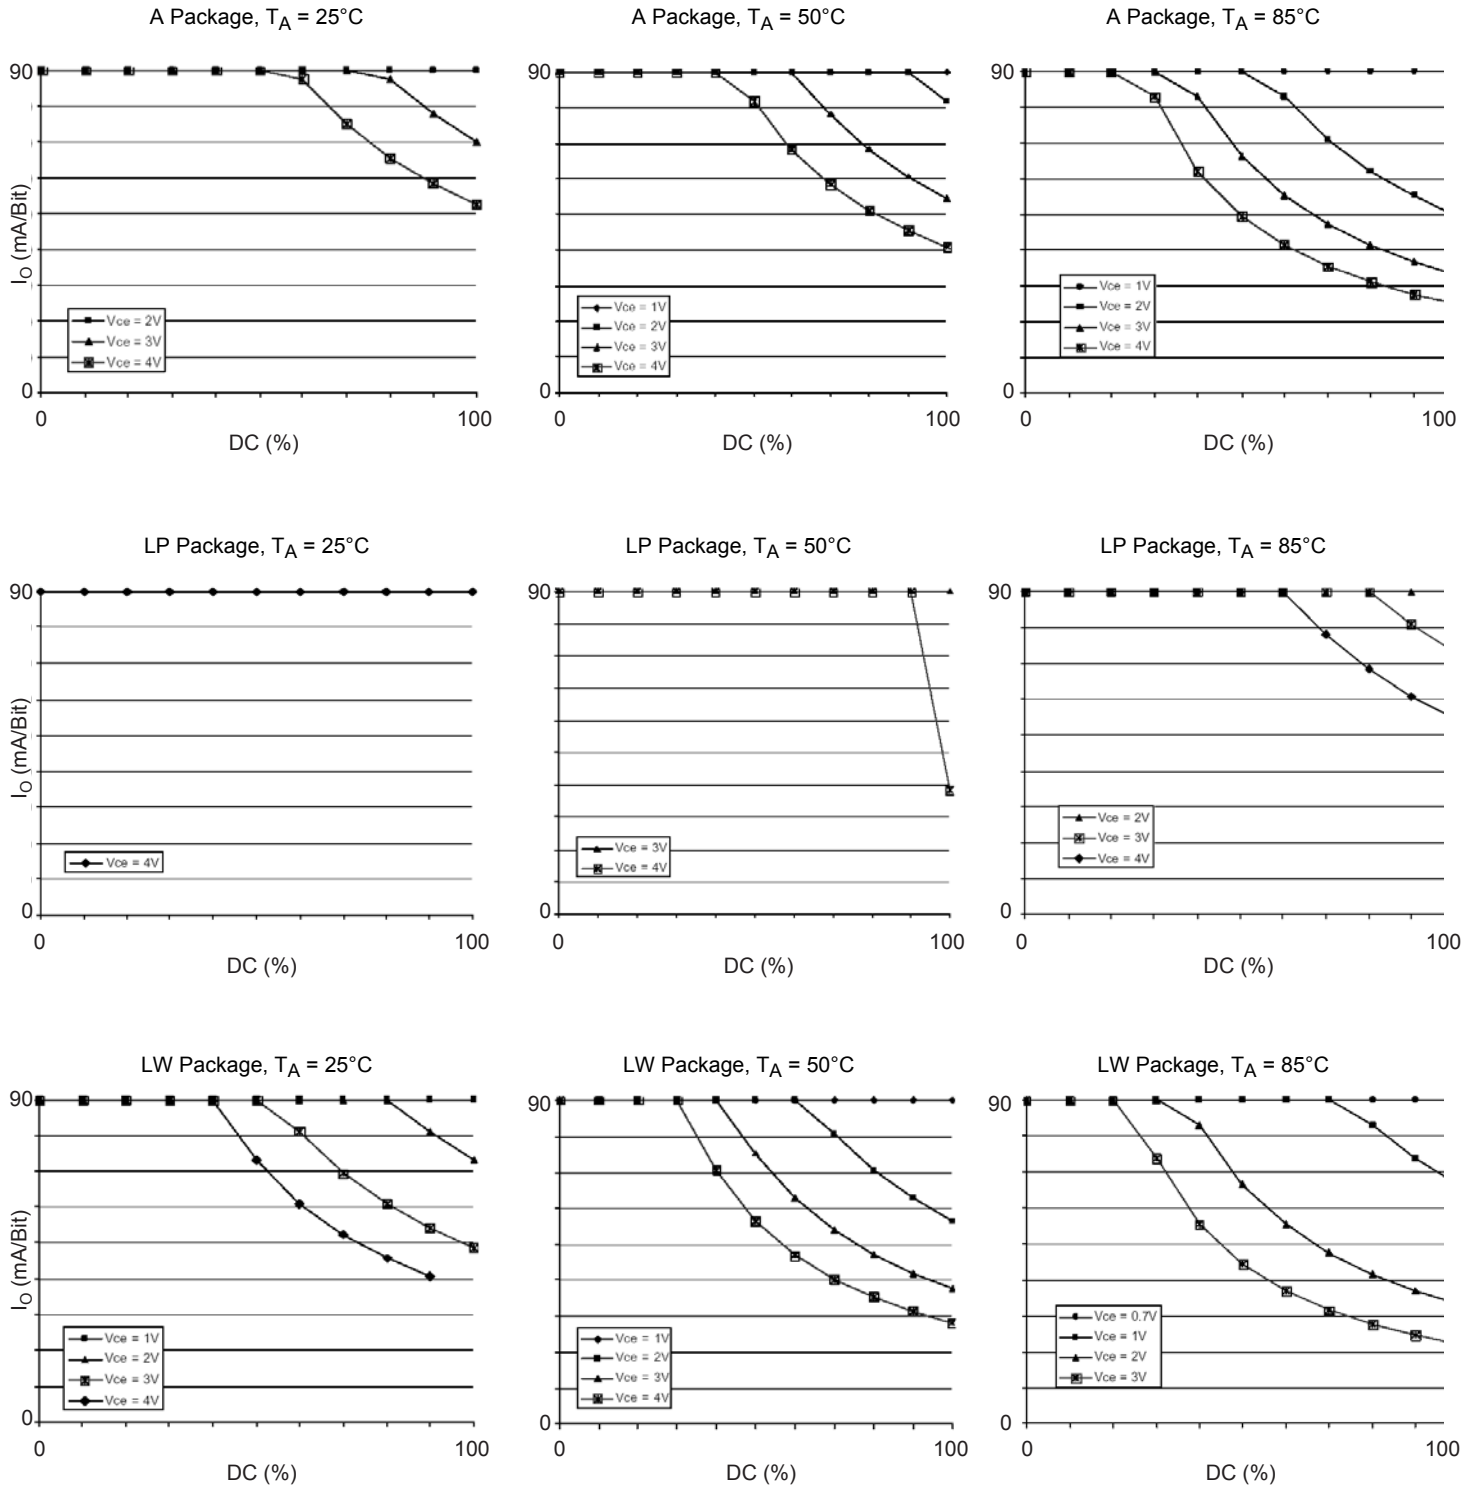 A Package, TA = 25°C
A Package, TA = 50°C
A Package, TA = 85°C
90
IO (mA/Bit)
Vce = 2V
Vce = 3V
Vce = 4V
0
0
100
DC (%)
90
Vce = 1V
Vce = 2V
Vce = 3V
Vce = 4V
0
0
100
DC (%)
90
Vce = 1V
Vce = 2V
Vce = 3V
Vce = 4V
0
0
100
DC (%)
LP Package, TA = 25°C
LP Package, TA = 50°C
LP Package, TA = 85°C
90
IO (mA/Bit)
Vce = 4V
0
0
100
DC (%)
90
Vce = 3V
Vce = 4V
0
0
100
DC (%)
90
Vce = 2V
Vce = 3V
Vce = 4V
0
0
100
DC (%)
LW Package, TA = 25°C
LW Package, TA = 50°C
LW Package, TA = 85°C
90
IO (mA/Bit)
Vce = 1V
Vce = 2V
Vce = 3V
Vce = 4V
0
0
100
DC (%)
90
Vce = 1V
Vce = 2V
Vce = 3V
Vce = 4V
0
0
100
DC (%)
90
Vce = 0.7V
Vce = 1V
Vce = 2V
Vce = 3V
0
0
100
DC (%)